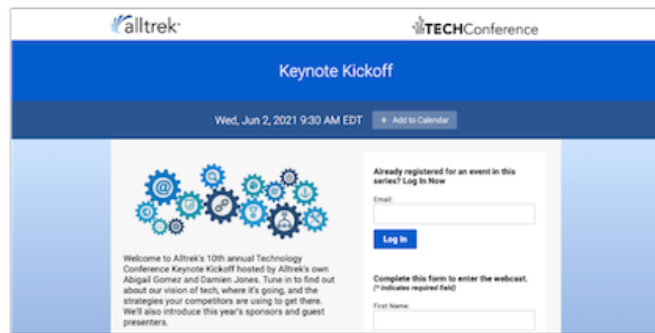 alltrek
TECHConference
Keynote Kickoff
Wed, Jun 2, 2021 9:30 AM EDT
+ Add to Calendar
Already registered for an event in this
series? Log In Now
Email:
Log In
Welcome to Alltrek's 10th annual Technology
Conference Keynote Kickoff hosted by Alltrek's own
Abigail Gomez and Damien Jones. Tune in to find out
about our vision of tech, where it's going, and the
strategies your competitors are using to get there.
We'll also introduce this year's sponsors and guest
presenters.
Complete this form to enter the webcast.
(* indicates required field)
First Name: